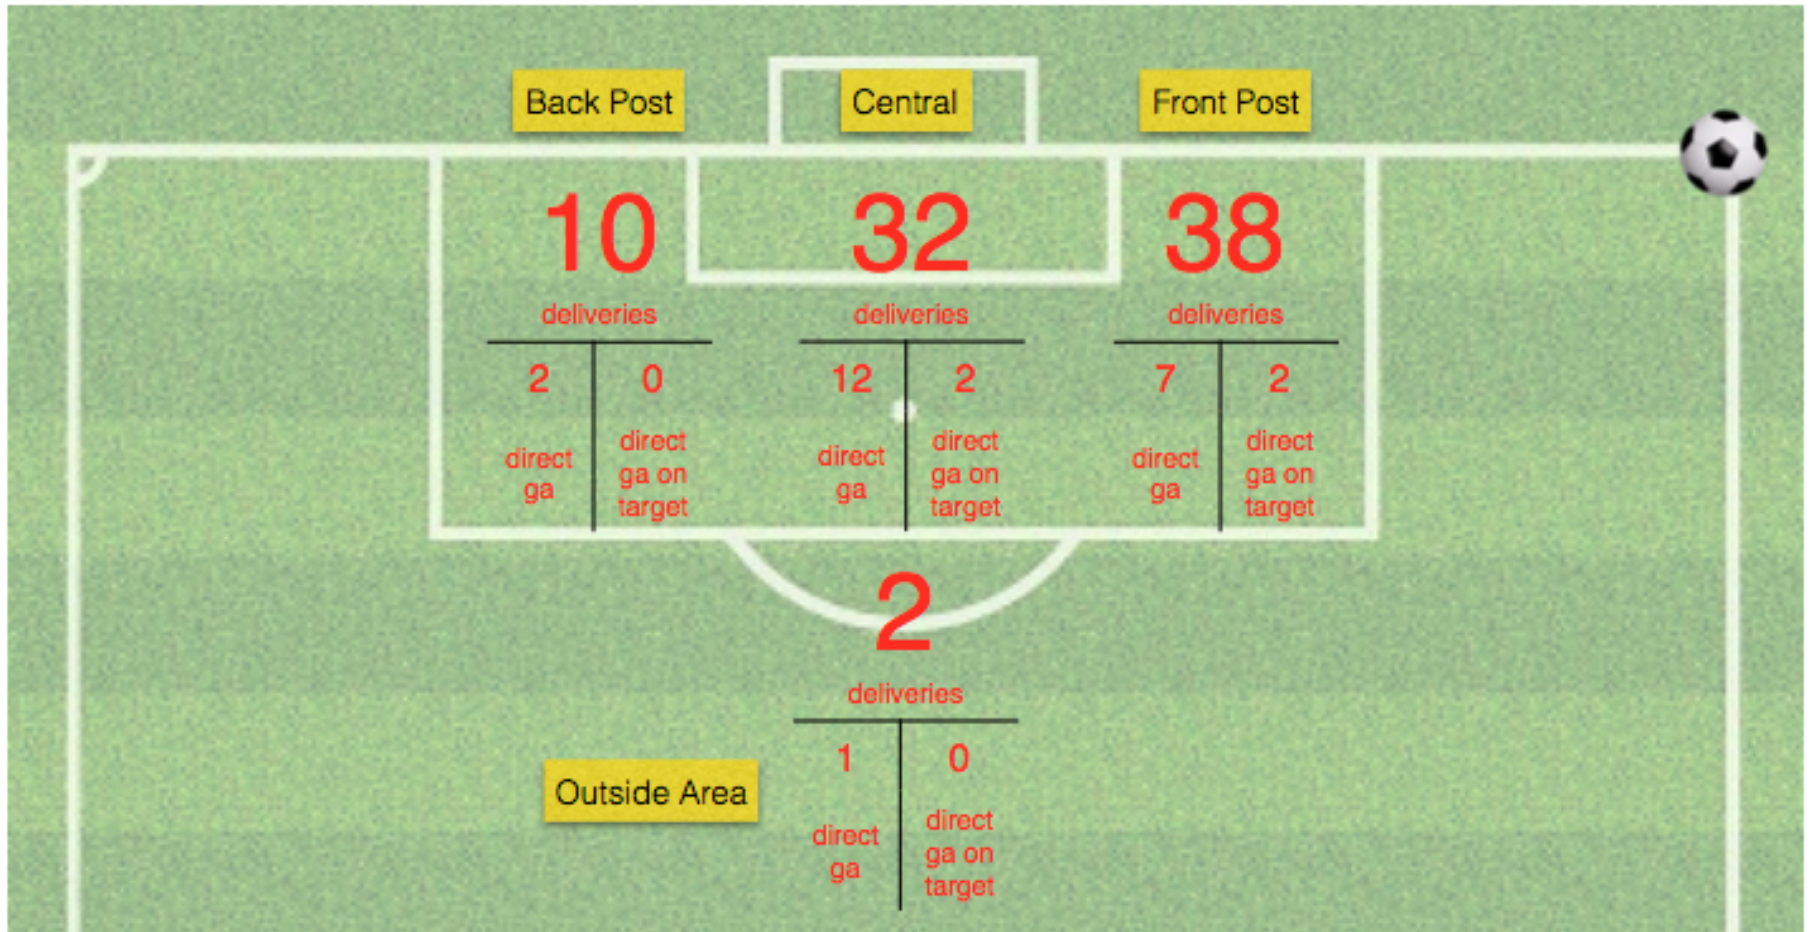 Back Post
Central
Front Post
10
32
38
deliveries
deliveries
deliveries
2
0
12
2
7
2
direct
ga
direct
ga on
target
direct
ga
direct
ga on
target
direct
ga
direct
ga on
target
2
deliveries
1
0
Outside Area
direct
ga
direct
ga on
target